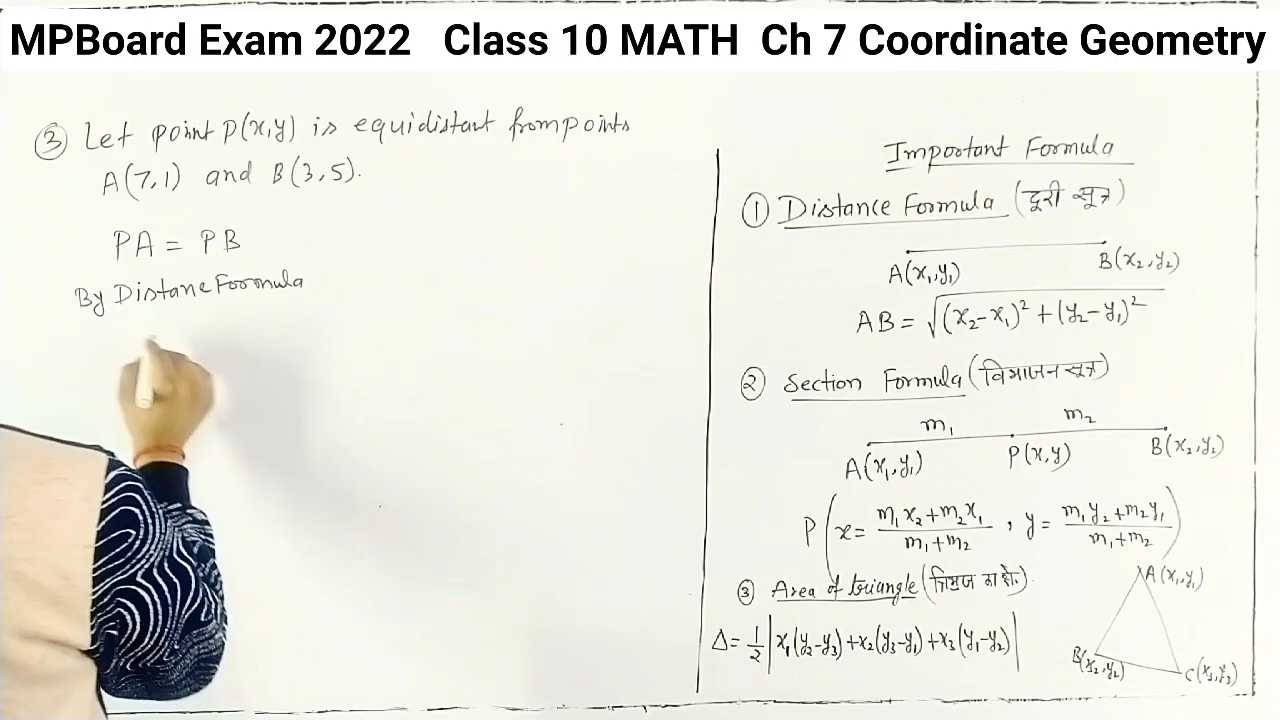 MPBoard Exam 2022 Class 10 MATH Ch 7 Coordinate Geometry
③ Let point P(x,y) is equidistant from points
A(7,1) and B(3,5).
PA = PB
By Distane Formula
Important Formula
① Distance Formula (दूरी सूत्र)
A(x₁,y₁) B(x₂,y₂)
AB = √(x₂-x₁)² + (y₂-y₁)²
② Section Formula (विभाजन सूत्र)
m₁ m₂
A(x₁,y₁) P(x,y) B(x₂,y₂)
P(x = (m₁x₂+m₂x₁)/(m₁+m₂), y = (m₁y₂+m₂y₁)/(m₁+m₂))
③ Area of triangle (त्रिभुज का क्षे.)
A(x₁,y₁)
Δ = 1/2 |x₁(y₂-y₃)+x₂(y₃-y₁)+x₃(y₁-y₂)|
B(x₂,y₂) C(x₃,y₃)